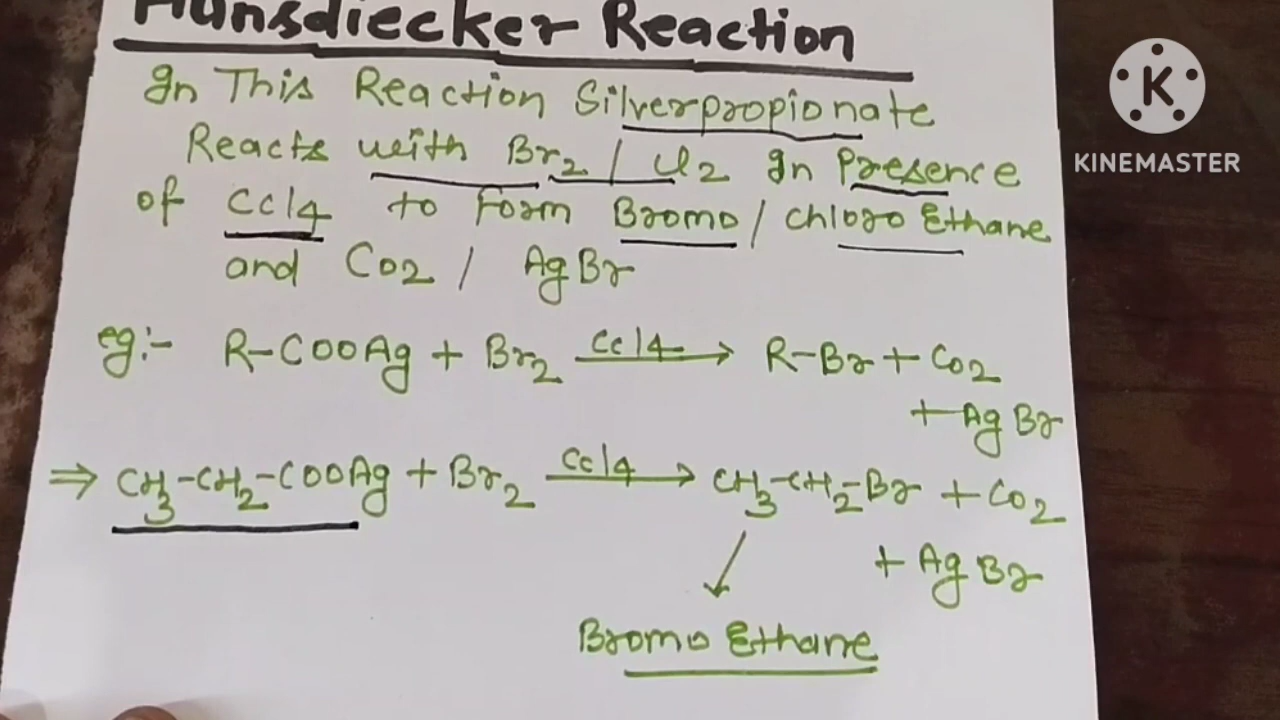 Hunsdiecker Reaction
In This Reaction Silverpropionate
Reacts with Br2 / Cl2 In Presence
of CCl4 to Form Bromo / chloro Ethane
and CO2 / AgBr
eg:- R-COOAg + Br2 CCl4→ R-Br + CO2
+ AgBr
⇒ CH3-CH2-COOAg + Br2 CCl4→ CH3-CH2-Br + CO2
+ AgBr
Bromo Ethane
K
KINEMASTER